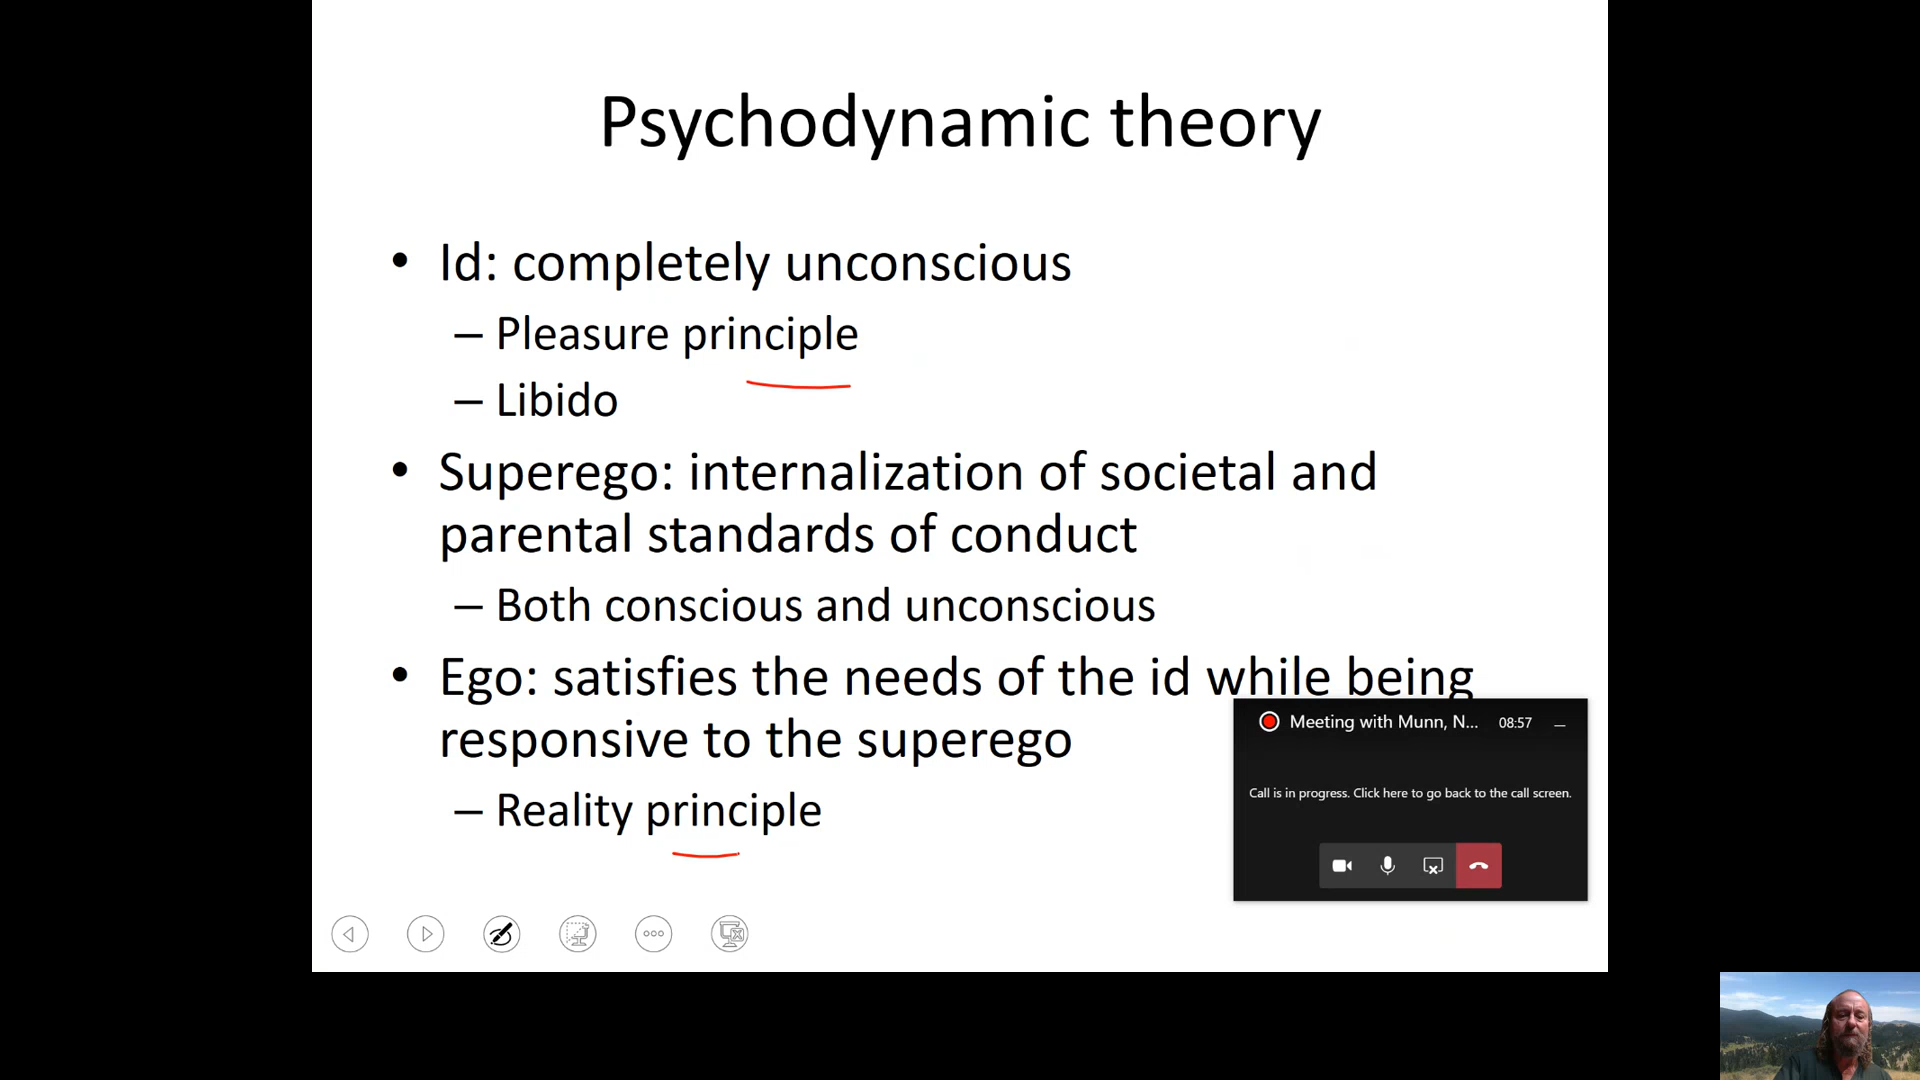 Psychodynamic theory
• Id: completely unconscious
– Pleasure principle
– Libido
• Superego: internalization of societal and
parental standards of conduct
– Both conscious and unconscious
• Ego: satisfies the needs of the id while being
responsive to the superego
– Reality principle
Meeting with Munn, N... 08:57
Call is in progress. Click here to go back to the call screen.